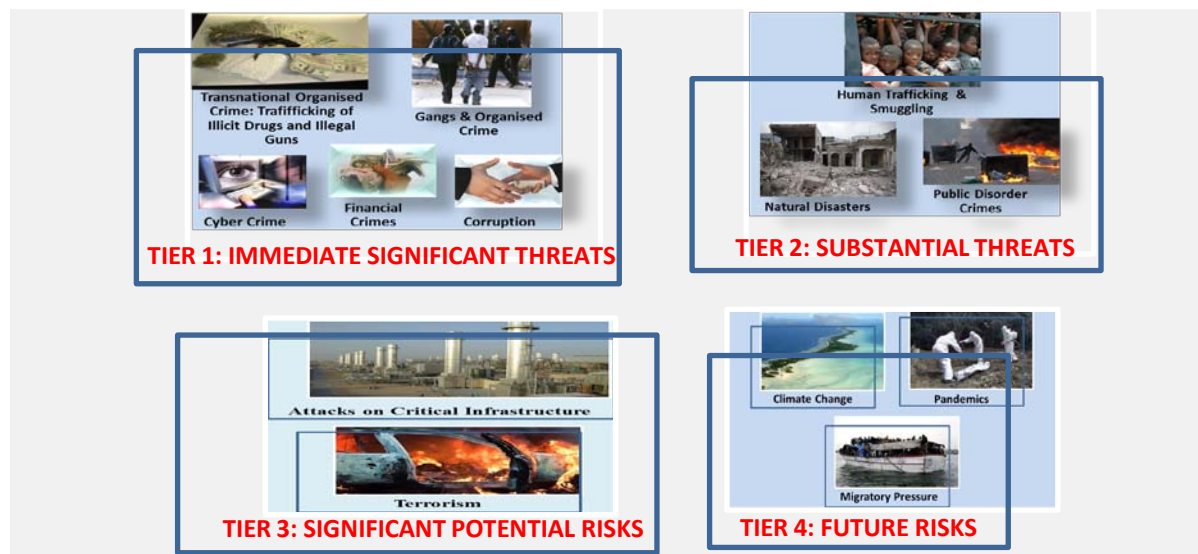 Transnational Organised
Crime: Trafifficking of
Illicit Drugs and Illegal
Guns
Gangs & Organised
Crime
Cyber Crime
Financial
Crimes
Corruption
TIER 1: IMMEDIATE SIGNIFICANT THREATS
Human Trafficking &
Smuggling
Natural Disasters
Public Disorder
Crimes
TIER 2: SUBSTANTIAL THREATS
Attacks on Critical Infrastructure
Terrorism
TIER 3: SIGNIFICANT POTENTIAL RISKS
Climate Change
Pandemics
Migratory Pressure
TIER 4: FUTURE RISKS